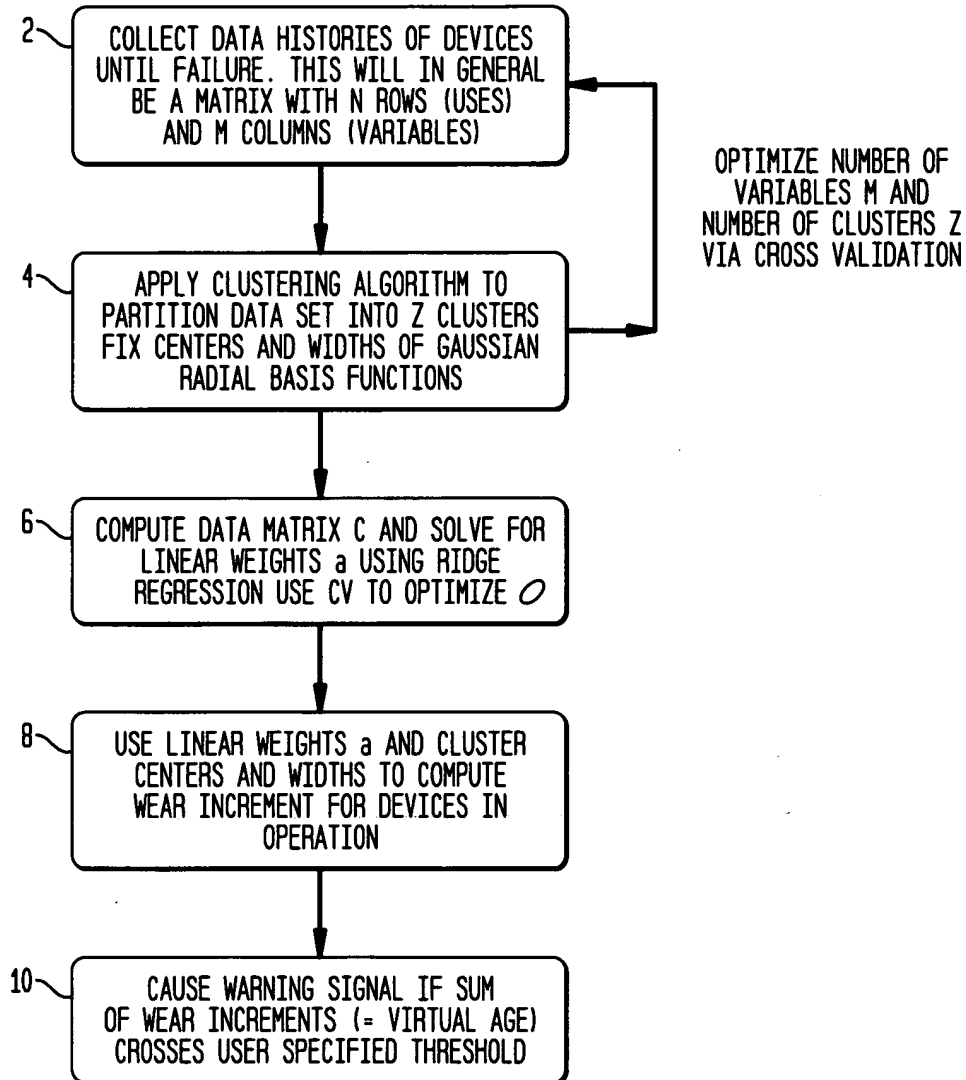 2
COLLECT DATA HISTORIES OF DEVICES
UNTIL FAILURE. THIS WILL IN GENERAL
BE A MATRIX WITH N ROWS (USES)
AND M COLUMNS (VARIABLES)
OPTIMIZE NUMBER OF
VARIABLES M AND
NUMBER OF CLUSTERS Z
VIA CROSS VALIDATION
4
APPLY CLUSTERING ALGORITHM TO
PARTITION DATA SET INTO Z CLUSTERS
FIX CENTERS AND WIDTHS OF GAUSSIAN
RADIAL BASIS FUNCTIONS
6
COMPUTE DATA MATRIX C AND SOLVE FOR
LINEAR WEIGHTS a USING RIDGE
REGRESSION USE CV TO OPTIMIZE
8
USE LINEAR WEIGHTS a AND CLUSTER
CENTERS AND WIDTHS TO COMPUTE
WEAR INCREMENT FOR DEVICES IN
OPERATION
10
CAUSE WARNING SIGNAL IF SUM
OF WEAR INCREMENTS (= VIRTUAL AGE)
CROSSES USER SPECIFIED THRESHOLD